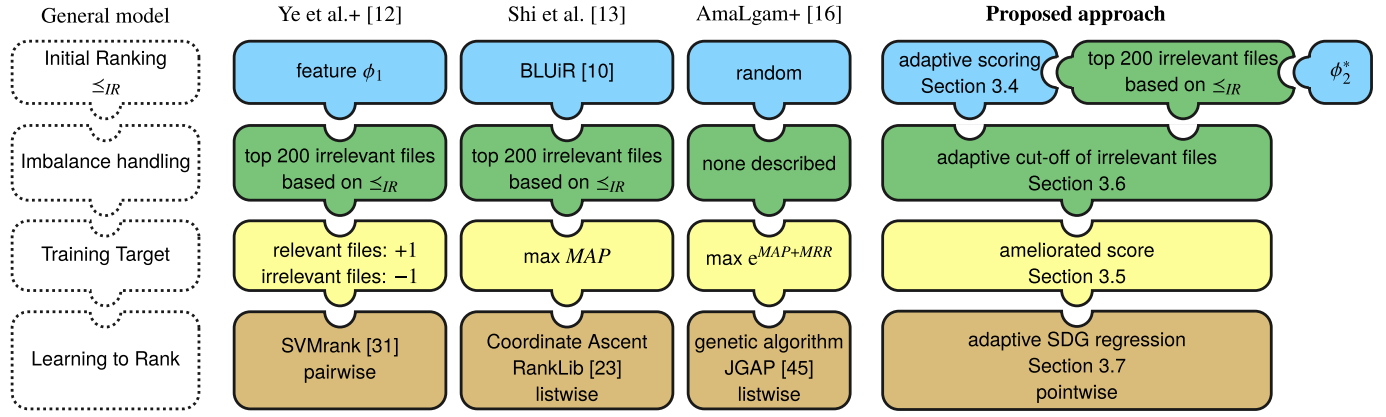 General model
Ye et al.+ [12]
Shi et al. [13]
AmaLgam+ [16]
Proposed approach
Initial Ranking
⪯IR
feature ϕ1
BLUiR [10]
random
adaptive scoring
Section 3.4
top 200 irrelevant files
based on ⪯IR
ϕ2*
Imbalance handling
top 200 irrelevant files
based on ⪯IR
top 200 irrelevant files
based on ⪯IR
none described
adaptive cut-off of irrelevant files
Section 3.6
Training Target
relevant files: +1
irrelevant files: −1
max MAP
max e^MAP+MRR
ameliorated score
Section 3.5
Learning to Rank
SVMrank [31]
pairwise
Coordinate Ascent
RankLib [23]
listwise
genetic algorithm
JGAP [45]
listwise
adaptive SDG regression
Section 3.7
pointwise